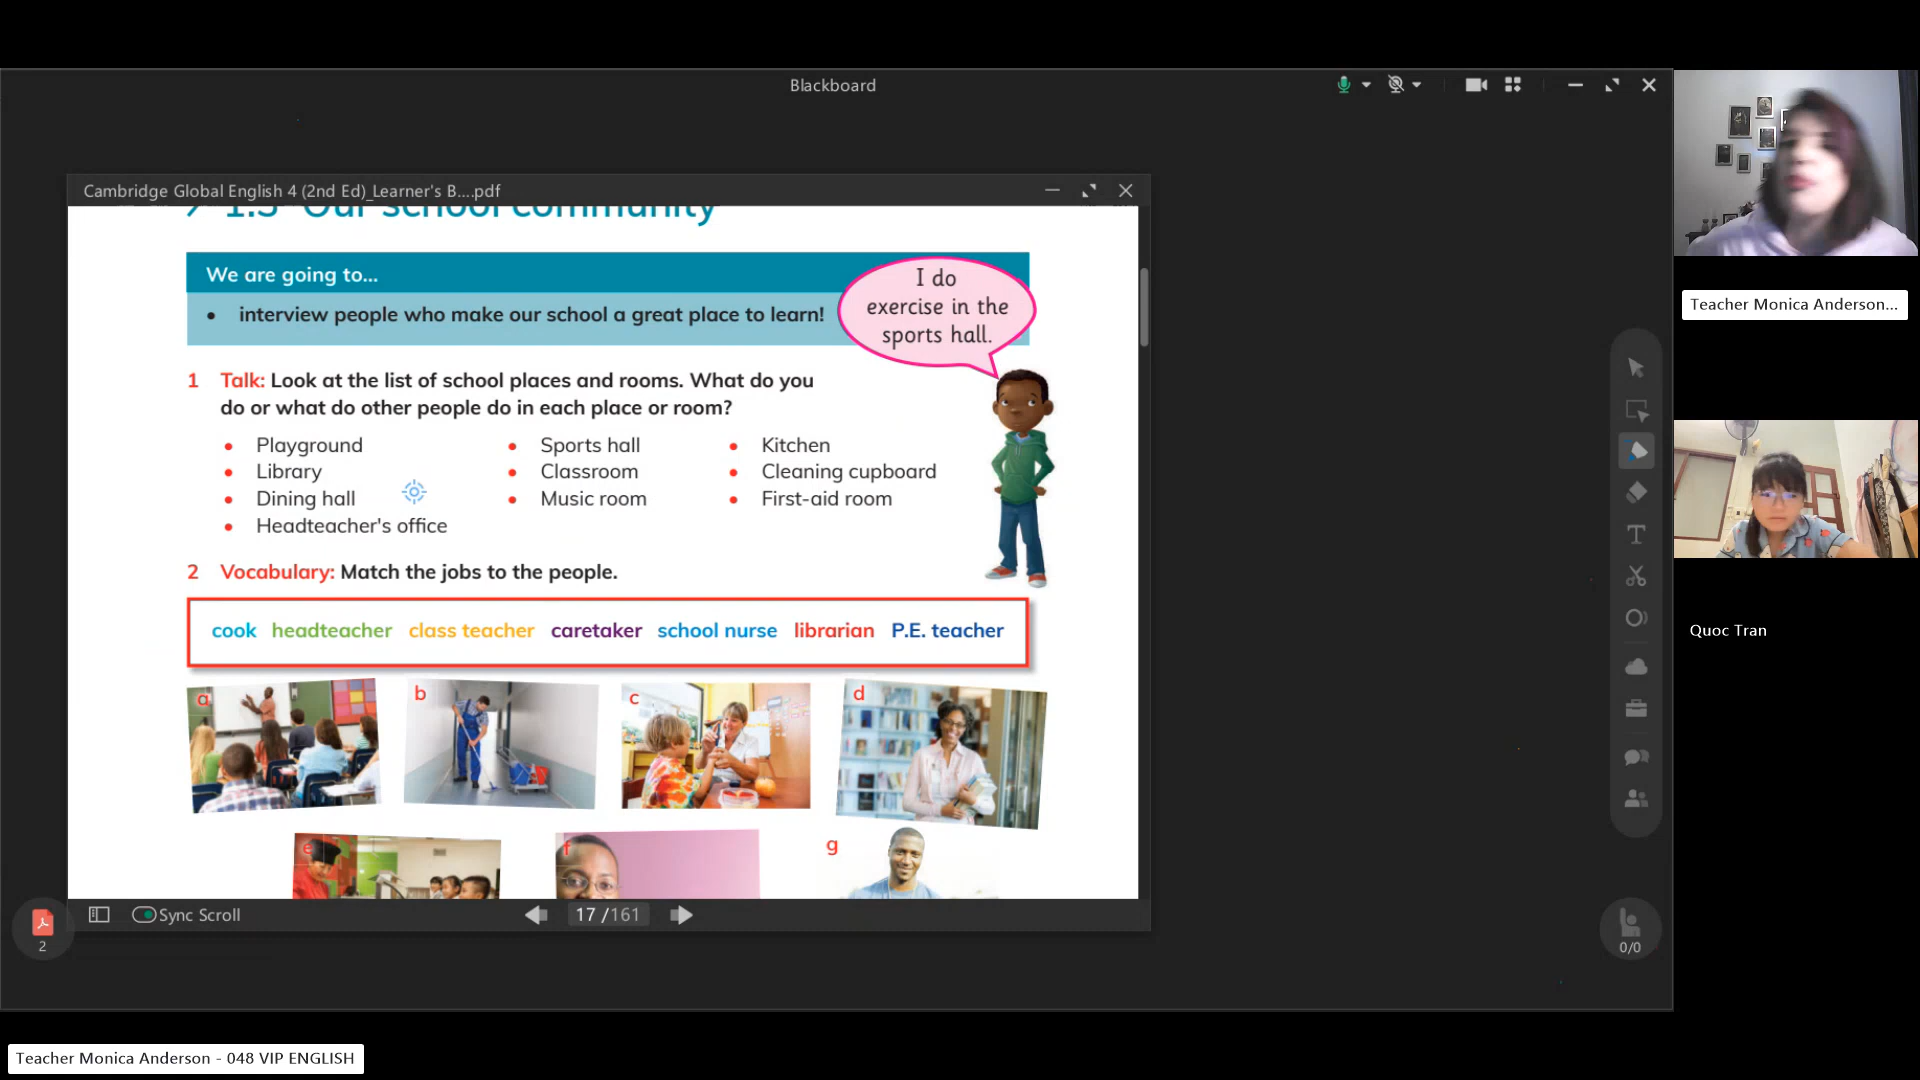 Blackboard
Cambridge Global English 4 (2nd Ed)_Learner's B....pdf
1.3 Our school community
We are going to...
• interview people who make our school a great place to learn!
I do
exercise in the
sports hall.
1 Talk: Look at the list of school places and rooms. What do you
do or what do other people do in each place or room?
• Playground
• Library
• Dining hall
• Headteacher's office
• Sports hall
• Classroom
• Music room
• Kitchen
• Cleaning cupboard
• First-aid room
2 Vocabulary: Match the jobs to the people.
cook headteacher class teacher caretaker school nurse librarian P.E. teacher
a
b
c
d
e
f
g
Sync Scroll
17 /161
2
0/0
Teacher Monica Anderson...
Quoc Tran
Teacher Monica Anderson - 048 VIP ENGLISH